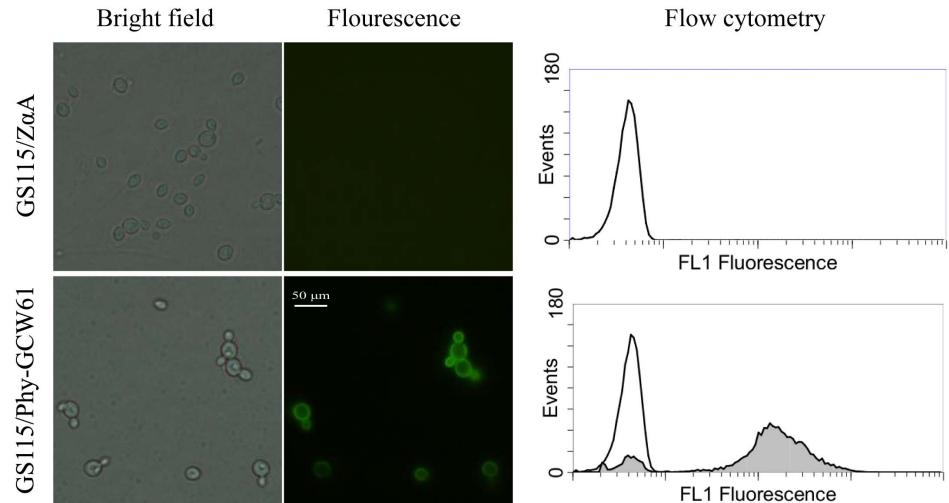 Bright field
Flourescence
Flow cytometry
GS115/ZαA
180
Events
0
FL1 Fluorescence
GS115/Phy-GCW61
50 µm
180
Events
0
FL1 Fluorescence